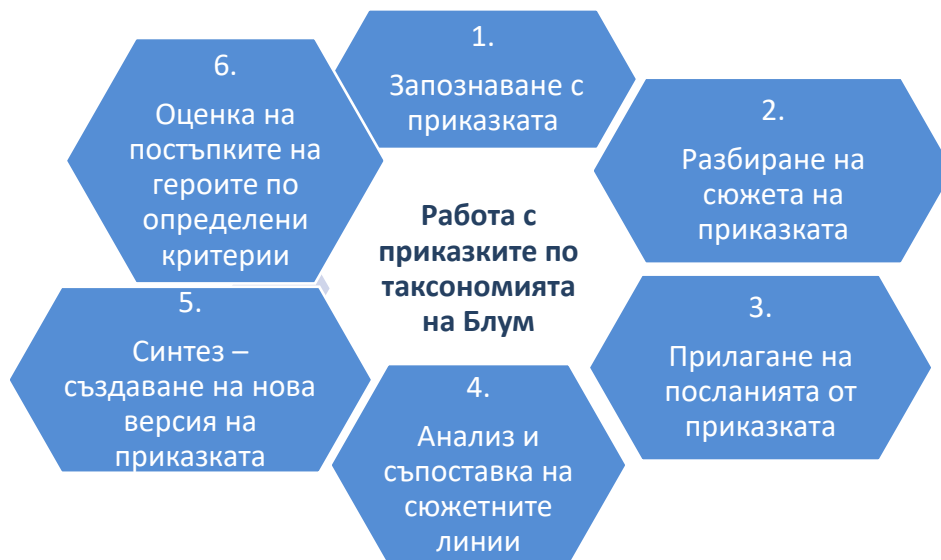 1.
Запознаване с
приказката
2.
Разбиране на
сюжета на
приказката
3.
Прилагане на
посланията от
приказката
4.
Анализ и
съпоставка на
сюжетните
линии
5.
Синтез –
създаване на нова
версия на
приказката
6.
Оценка на
постъпките на
героите по
определени
критерии
Работа с
приказките по
таксономията
на Блум